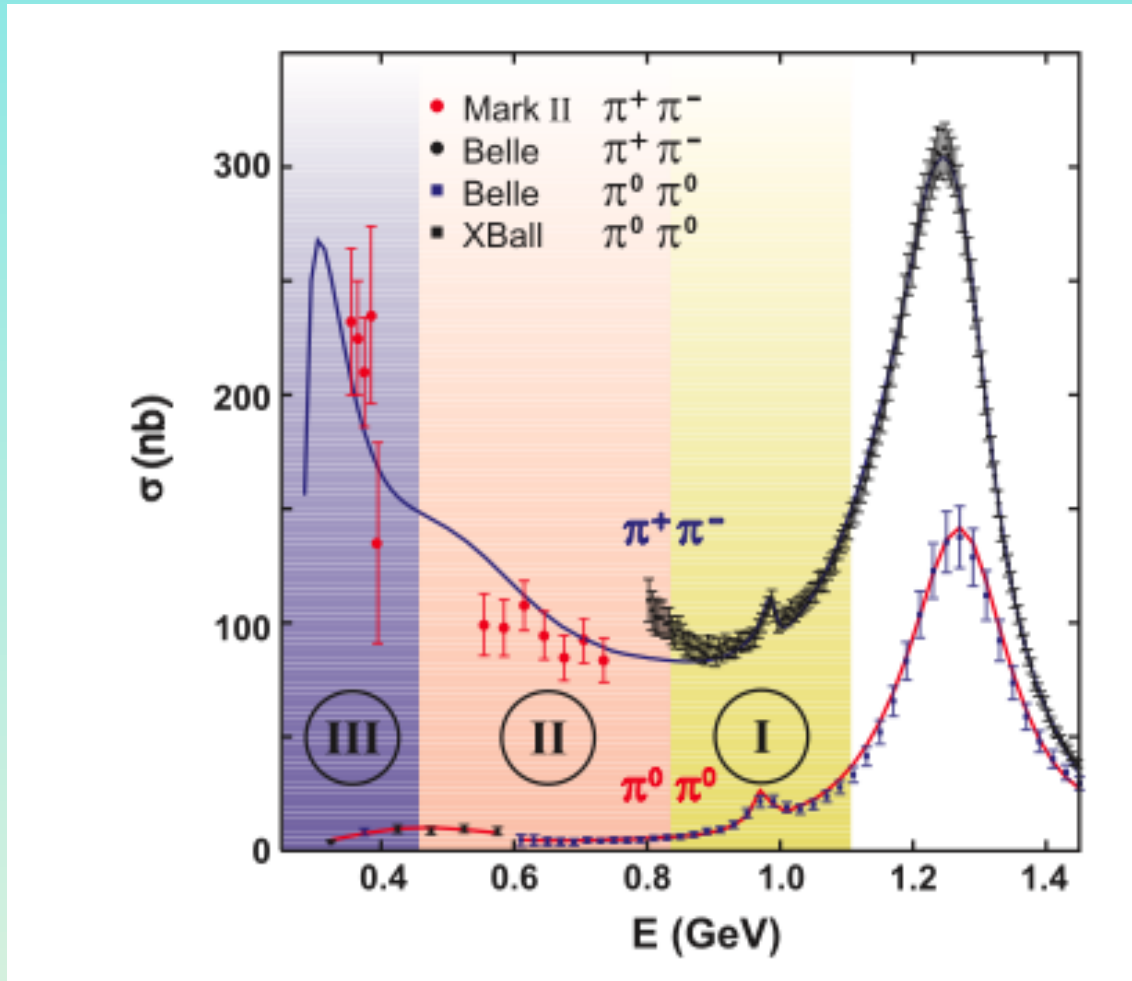 Mark II π⁺ π⁻
Belle π⁺ π⁻
Belle π⁰ π⁰
XBall π⁰ π⁰
300
200
100
0
σ (nb)
π⁺ π⁻
III
II
I
π⁰ π⁰
0.4 0.6 0.8 1.0 1.2 1.4
E (GeV)